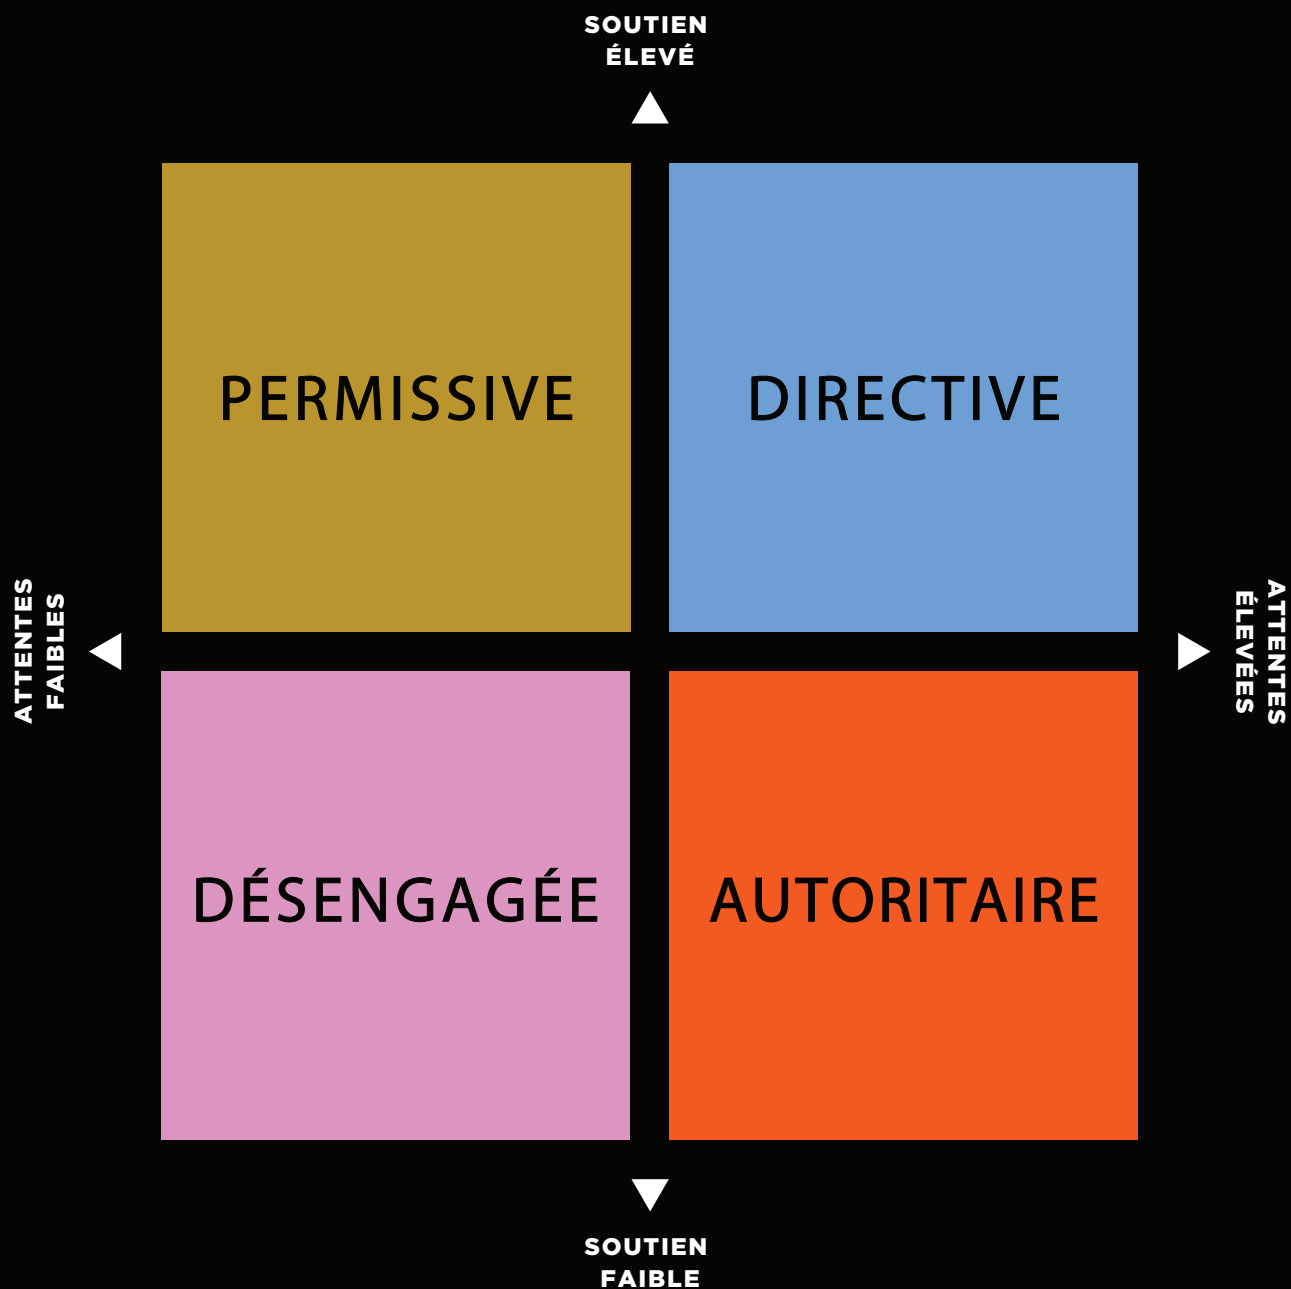 SOUTIEN
ÉLEVÉ
PERMISSIVE
DIRECTIVE
ATTENTES
FAIBLES
ATTENTES
ÉLEVÉES
DÉSENGAGÉE
AUTORITAIRE
SOUTIEN
FAIBLE